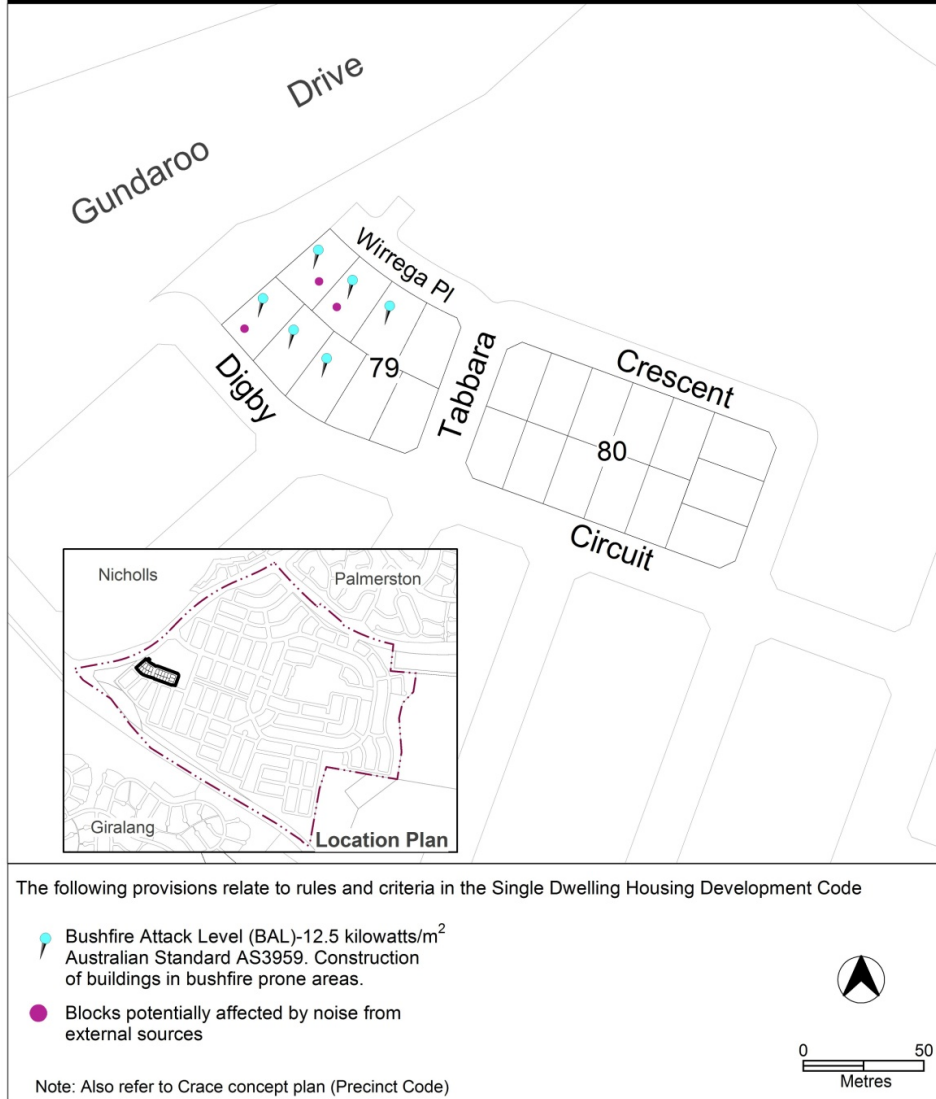 Gundaroo Drive
Wirrega Pl
79
Digby
Tabbara
Crescent
80
Circuit
Nicholls
Palmerston
Giralang
Location Plan
The following provisions relate to rules and criteria in the Single Dwelling Housing Development Code
Bushfire Attack Level (BAL)-12.5 kilowatts/m²
Australian Standard AS3959. Construction
of buildings in bushfire prone areas.
Blocks potentially affected by noise from
external sources
0 50
Metres
Note: Also refer to Crace concept plan (Precinct Code)